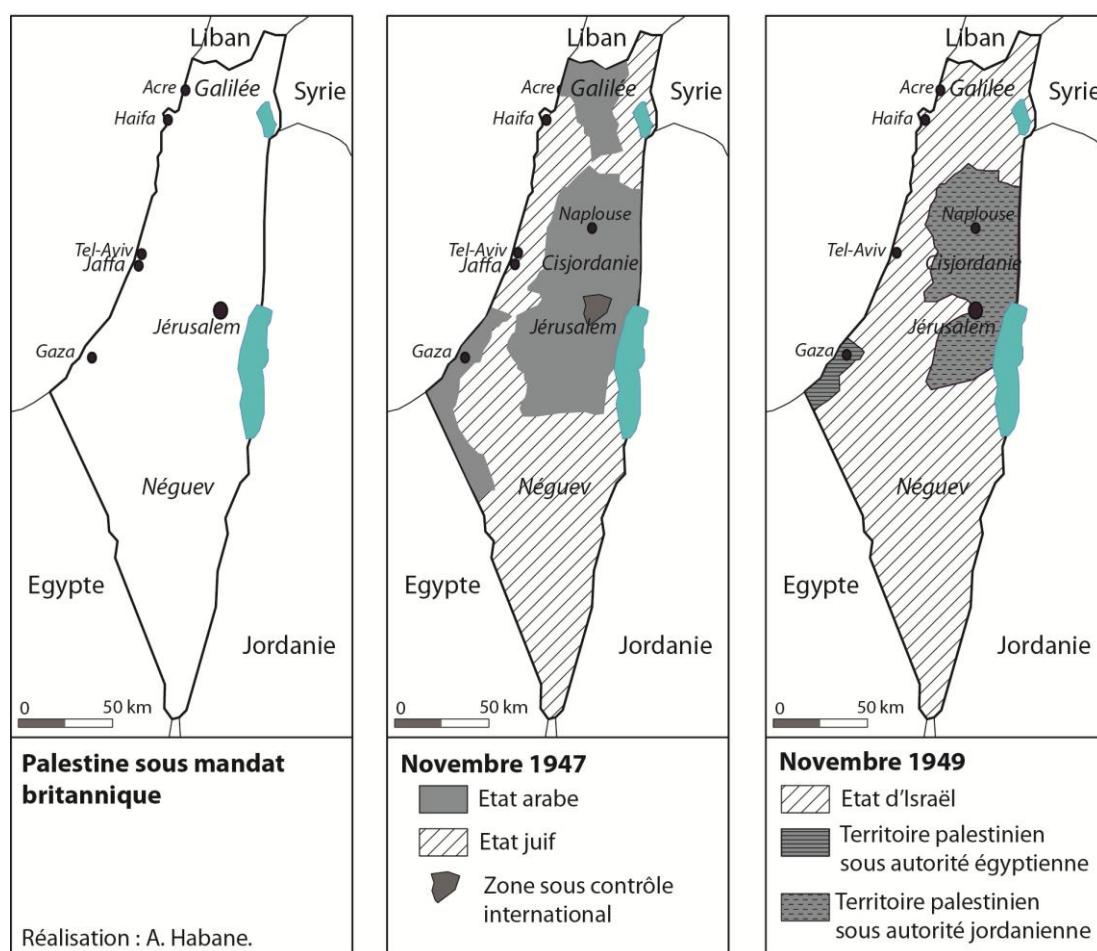 Liban
Acre
Galilée
Syrie
Haifa
Tel-Aviv
Jaffa
Jérusalem
Gaza
Néguev
Egypte
Jordanie
0 50 km
Palestine sous mandat
britannique
Réalisation : A. Habane.
Liban
Acre
Galilée
Syrie
Haifa
Naplouse
Tel-Aviv
Jaffa
Cisjordanie
Jérusalem
Gaza
Néguev
Egypte
Jordanie
0 50 km
Novembre 1947
Etat arabe
Etat juif
Zone sous contrôle
international
Liban
Acre
Galilée
Syrie
Haifa
Naplouse
Tel-Aviv
Cisjordanie
Jérusalem
Gaza
Néguev
Egypte
Jordanie
0 50 km
Novembre 1949
Etat d'Israël
Territoire palestinien
sous autorité égyptienne
Territoire palestinien
sous autorité jordanienne